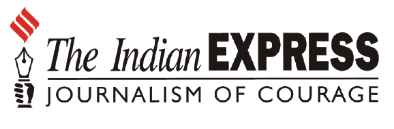 The Indian EXPRESS
JOURNALISM OF COURAGE